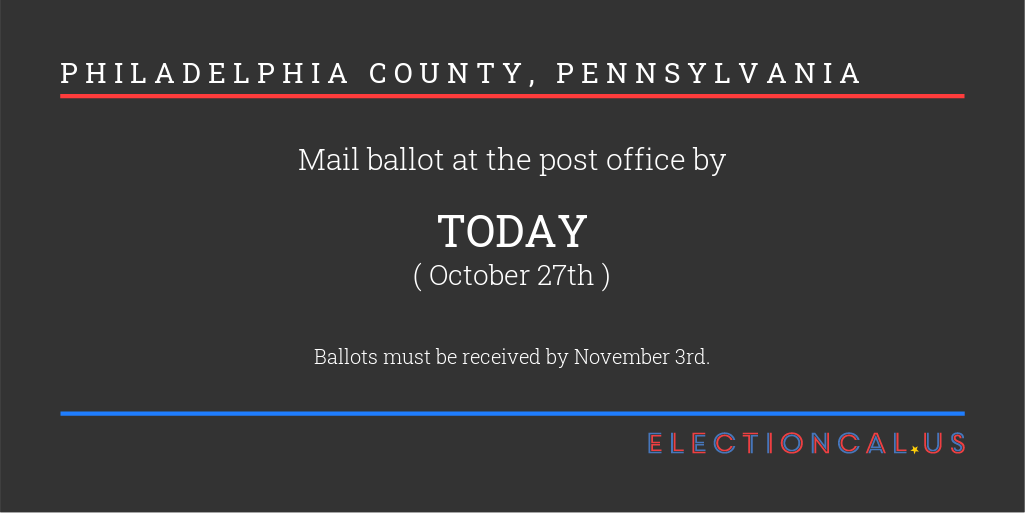 PHILADELPHIA COUNTY, PENNSYLVANIA
Mail ballot at the post office by
TODAY
( October 27th )
Ballots must be received by November 3rd.
ELECTIONCAL.US